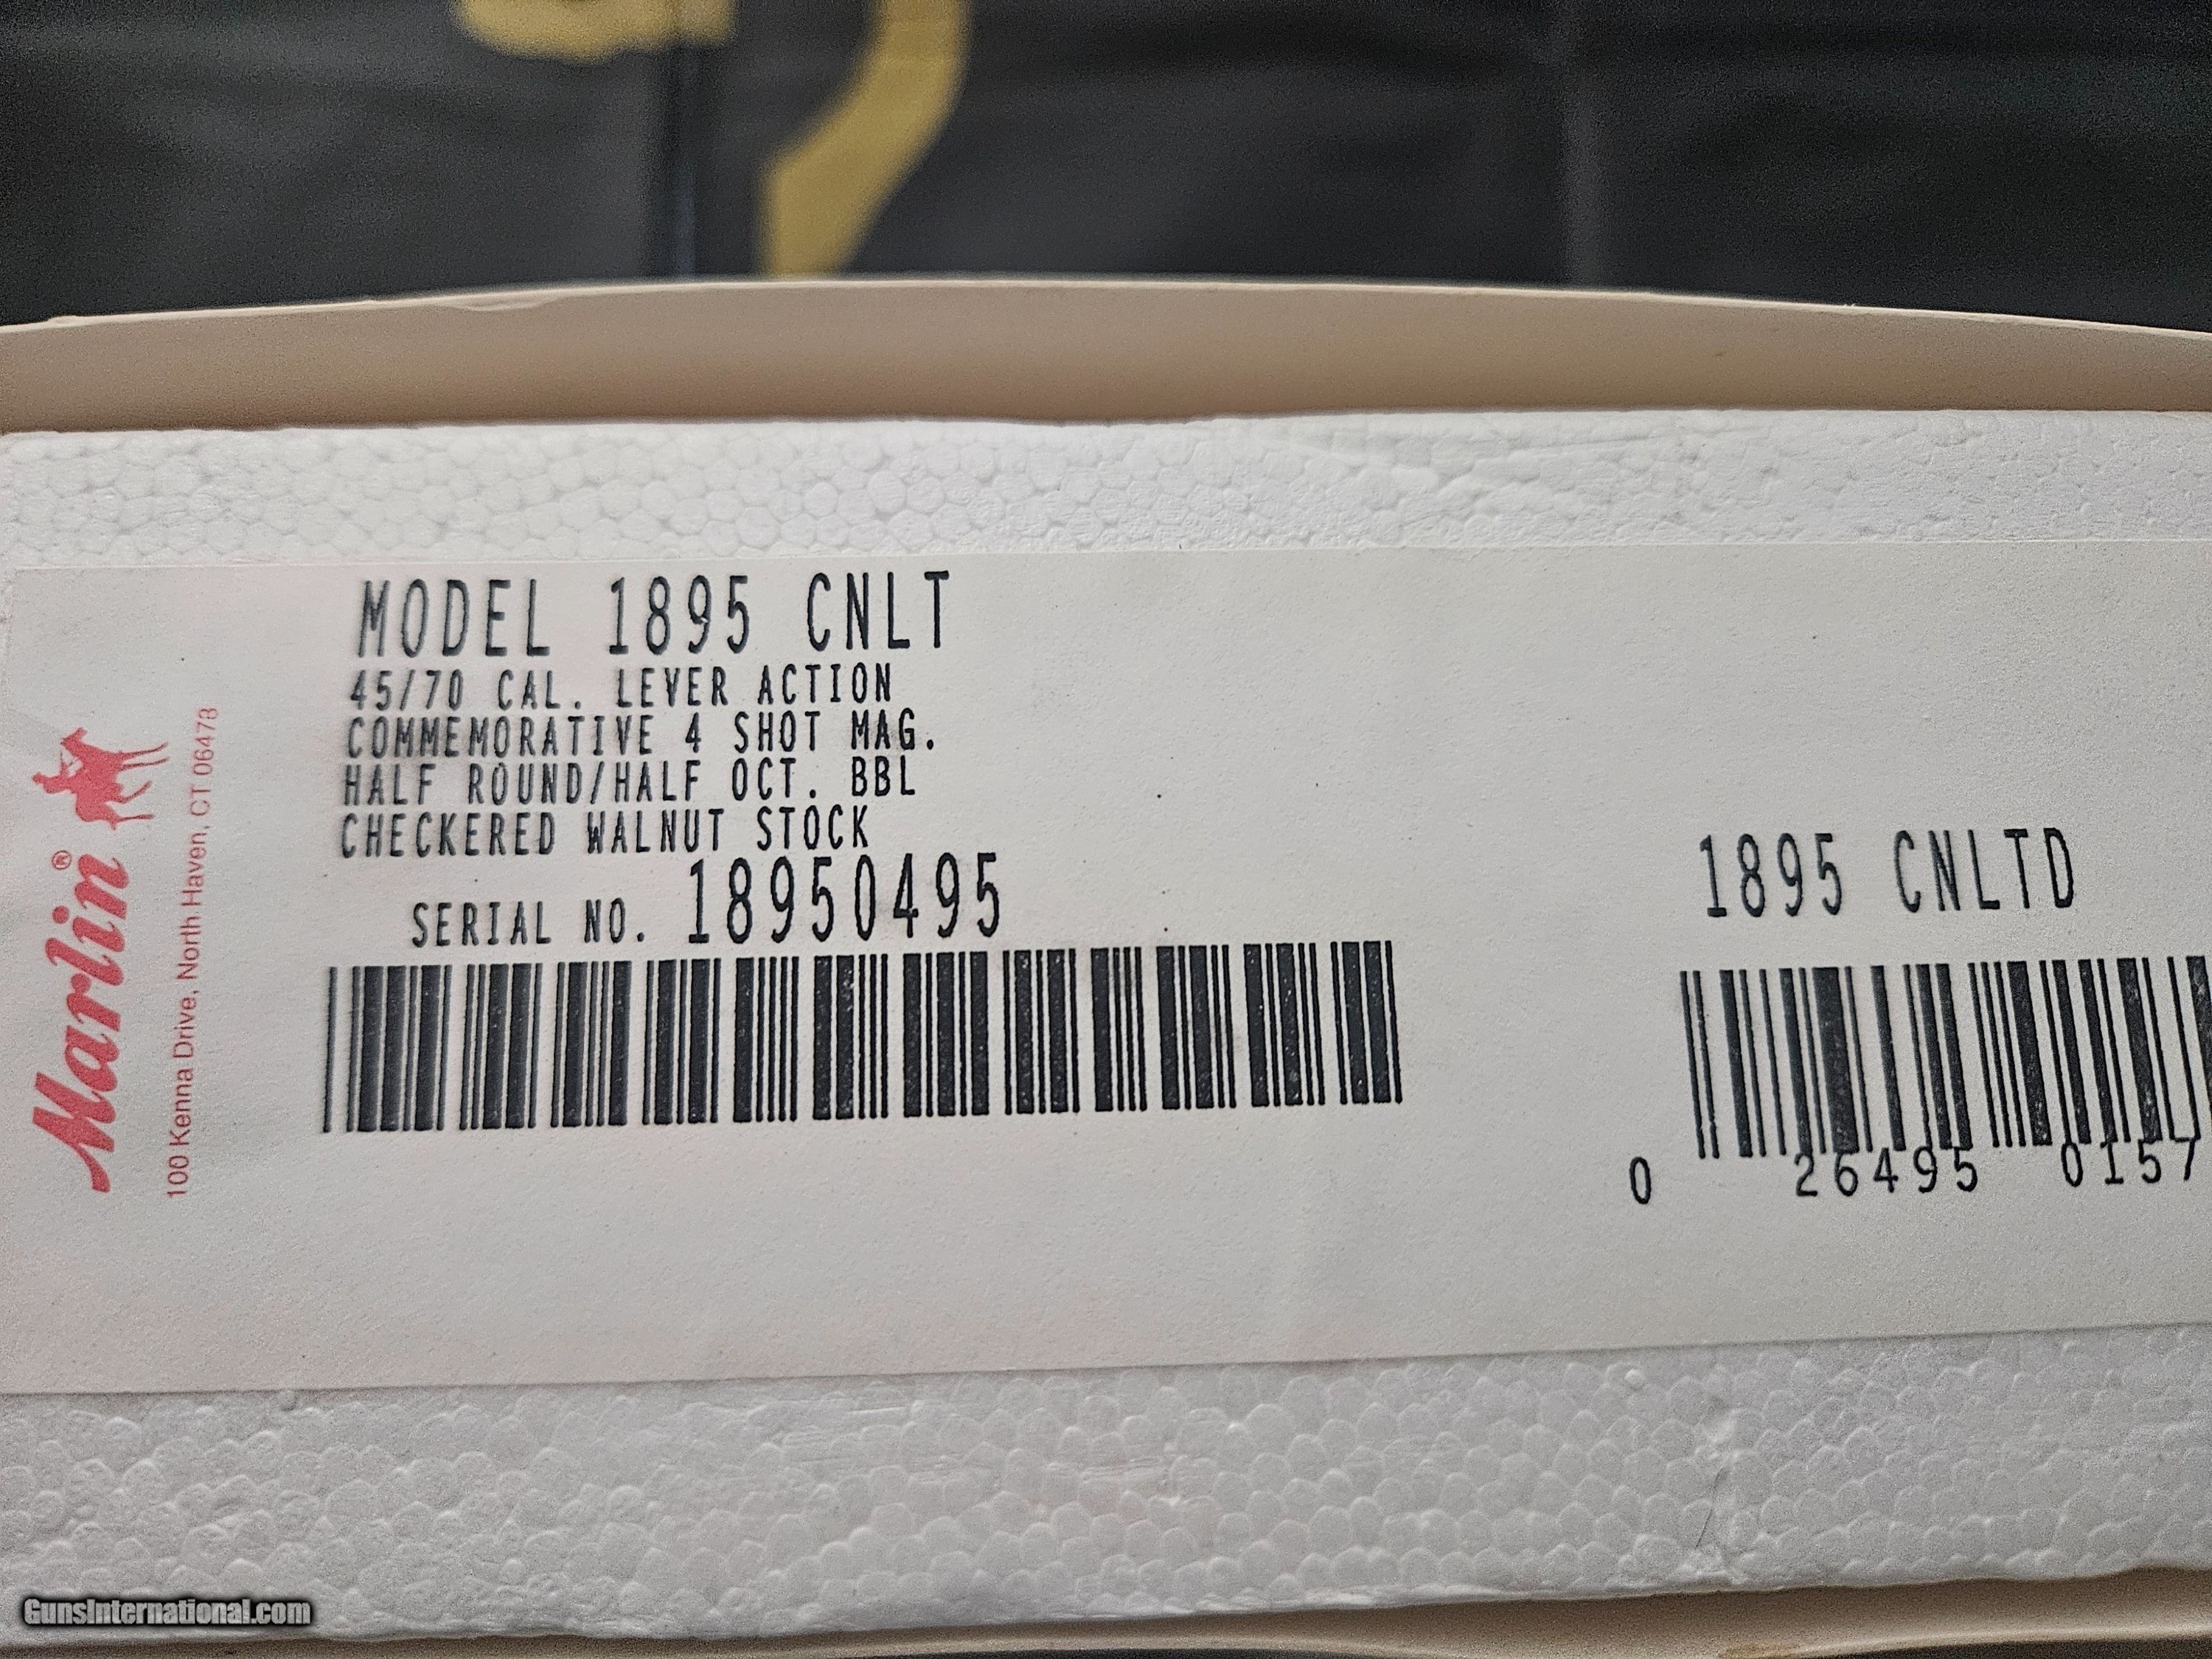 MODEL 1895 CNLT
45/70 CAL. LEVER ACTION
COMMEMORATIVE 4 SHOT MAG.
HALF ROUND/HALF OCT. BBL
CHECKERED WALNUT STOCK
SERIAL NO. 18950495
Marlin®
100 Kenna Drive, North Haven, CT 06478
1895 CNLTD
0 26495 0157
GunsInternational.com